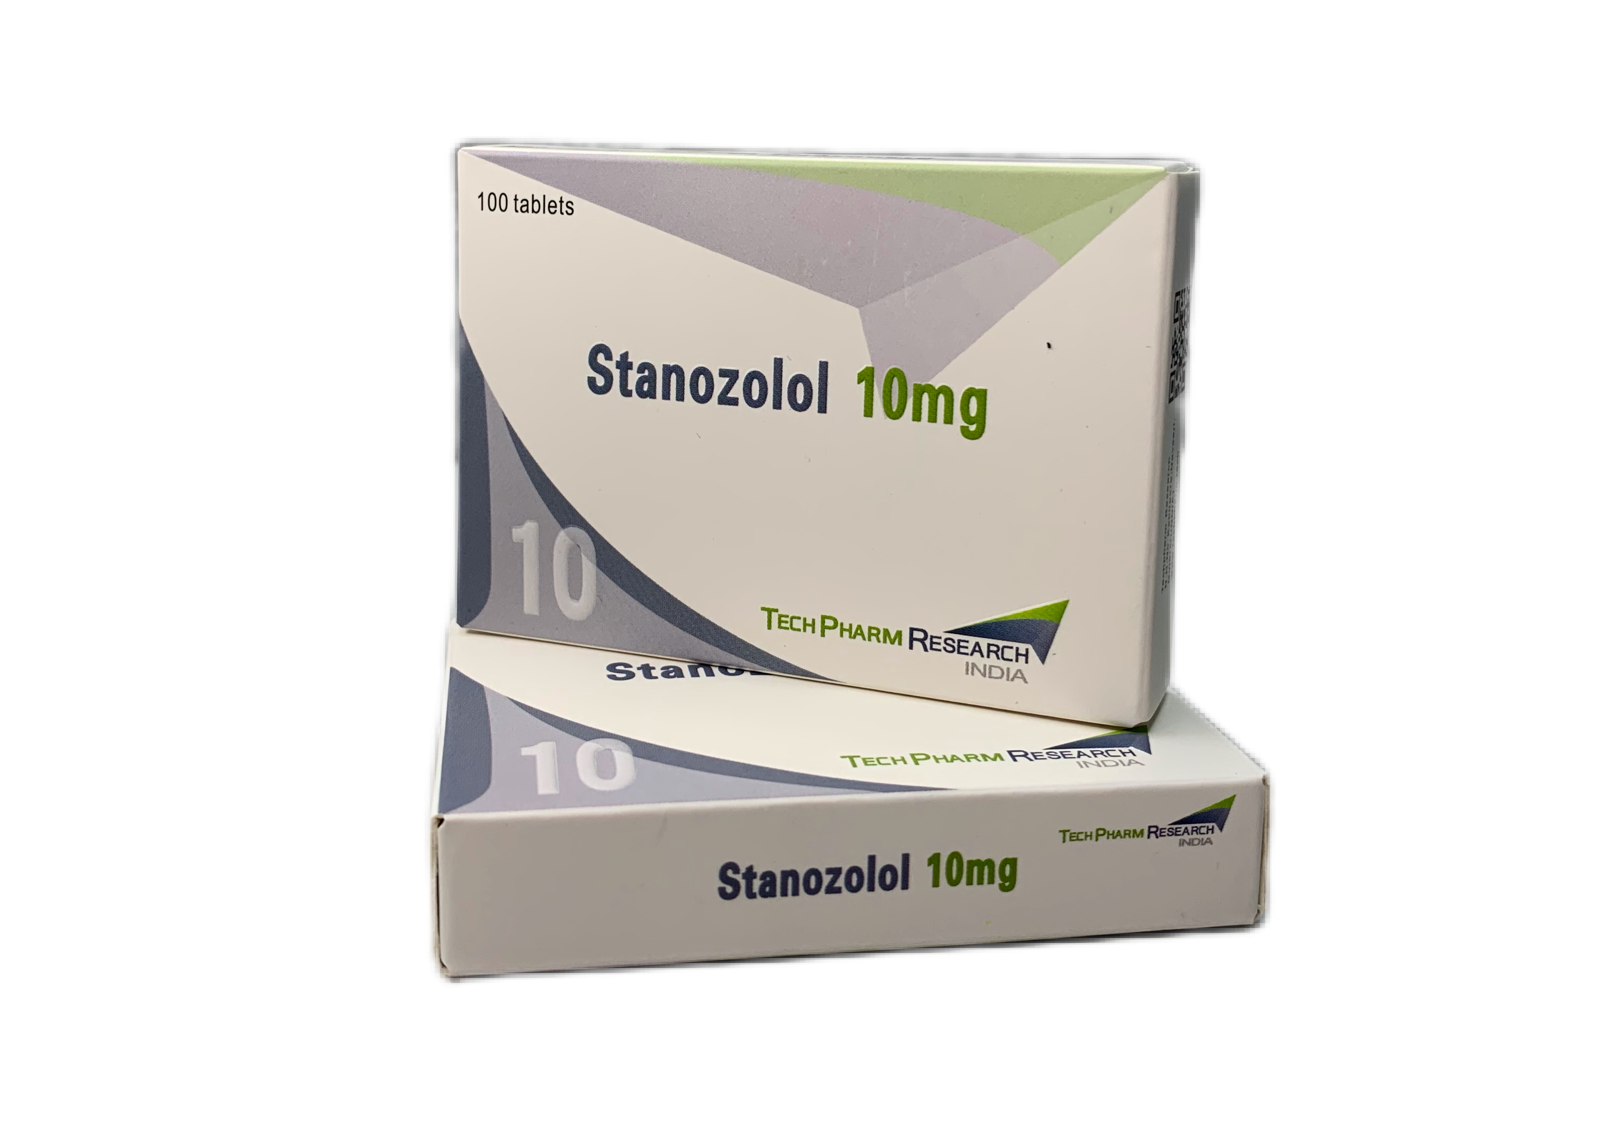 100 tablets
Stanozolol 10mg
10
TECH PHARM RESEARCH
INDIA
Stanoz
10
TECH PHARM RESEARCH
INDIA
TECH PHARM RESEARCH
INDIA
Stanozolol 10mg